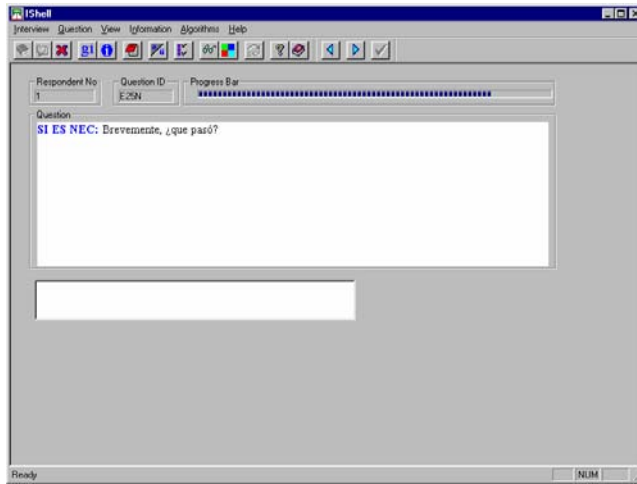 IShell
Interview Question View Information Algorithms Help
Respondent No Question ID Progress Bar
1 E25N
Question
SI ES NEC: Brevemente, ¿que pasó?
Ready NUM